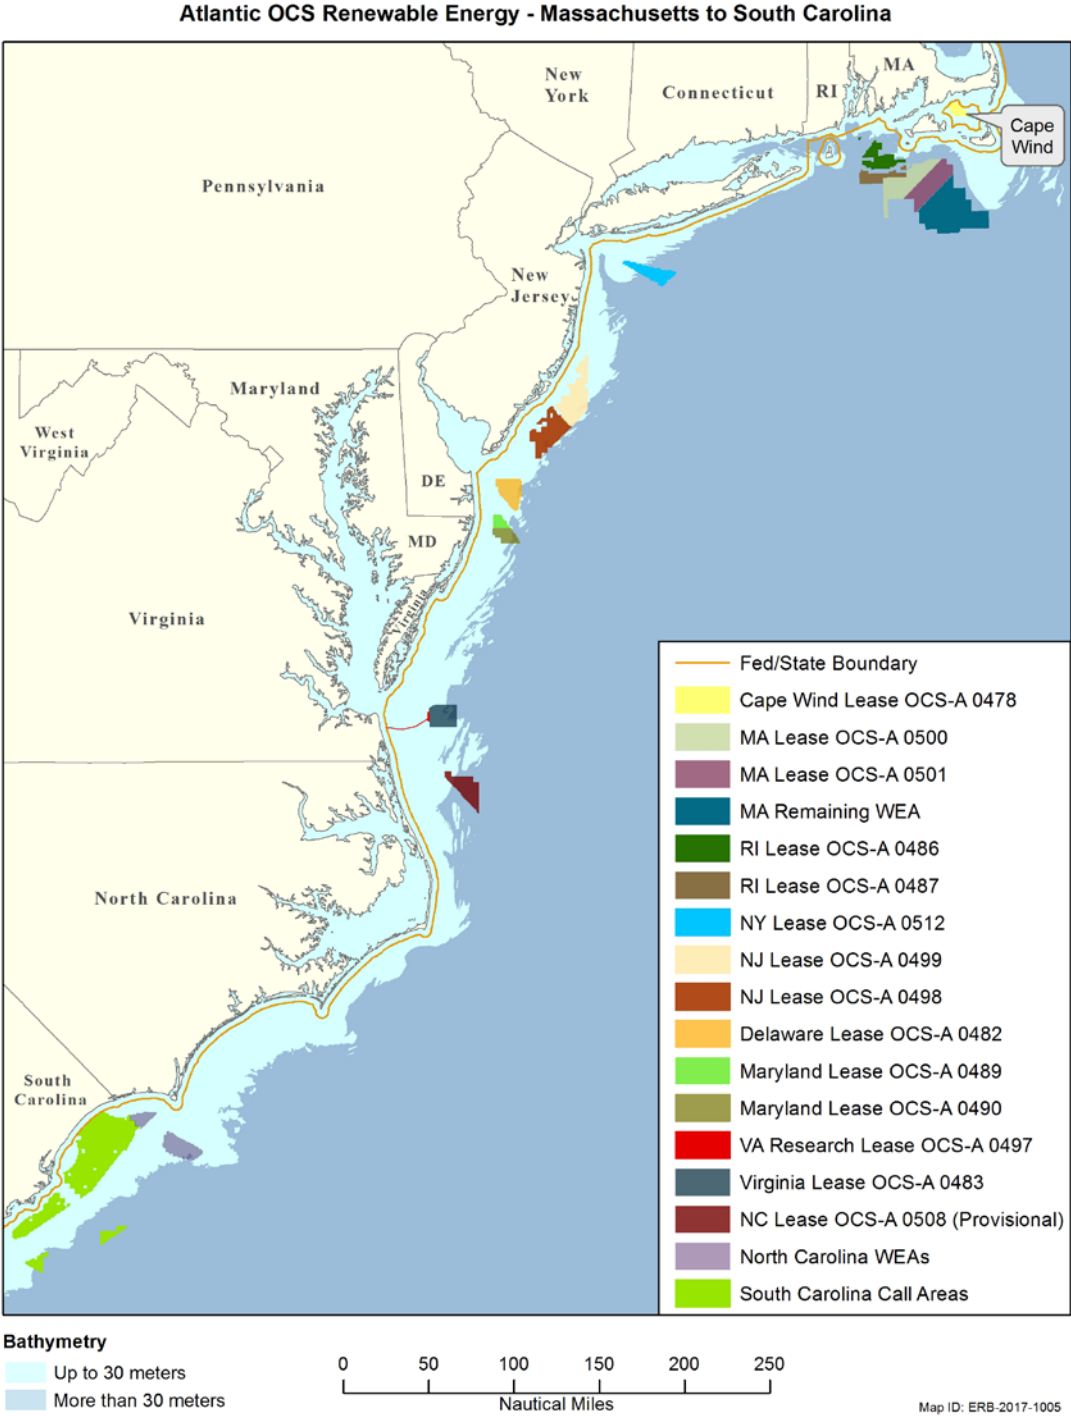 Atlantic OCS Renewable Energy - Massachusetts to South Carolina
New
York
Connecticut
RI
MA
Cape
Wind
Pennsylvania
New
Jersey
Maryland
West
Virginia
DE
MD
Virginia
Virginia
North Carolina
South
Carolina
Fed/State Boundary
Cape Wind Lease OCS-A 0478
MA Lease OCS-A 0500
MA Lease OCS-A 0501
MA Remaining WEA
RI Lease OCS-A 0486
RI Lease OCS-A 0487
NY Lease OCS-A 0512
NJ Lease OCS-A 0499
NJ Lease OCS-A 0498
Delaware Lease OCS-A 0482
Maryland Lease OCS-A 0489
Maryland Lease OCS-A 0490
VA Research Lease OCS-A 0497
Virginia Lease OCS-A 0483
NC Lease OCS-A 0508 (Provisional)
North Carolina WEAs
South Carolina Call Areas
Bathymetry
Up to 30 meters
More than 30 meters
0 50 100 150 200 250
Nautical Miles
Map ID: ERB-2017-1005